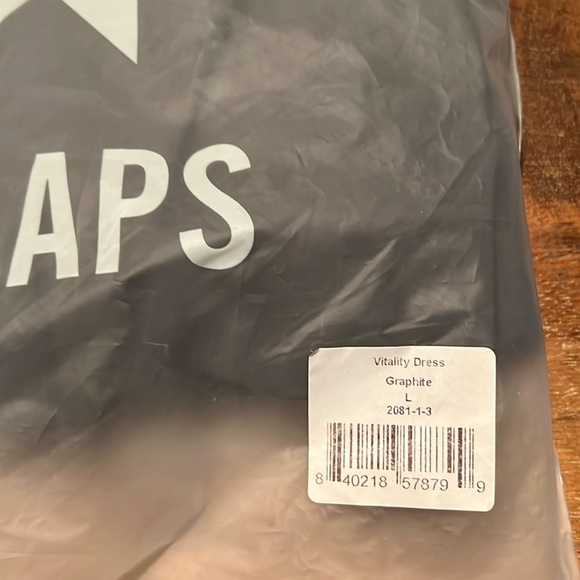 APS
Vitality Dress
Graphite
L
2081-1-3
8 40218 57879 9